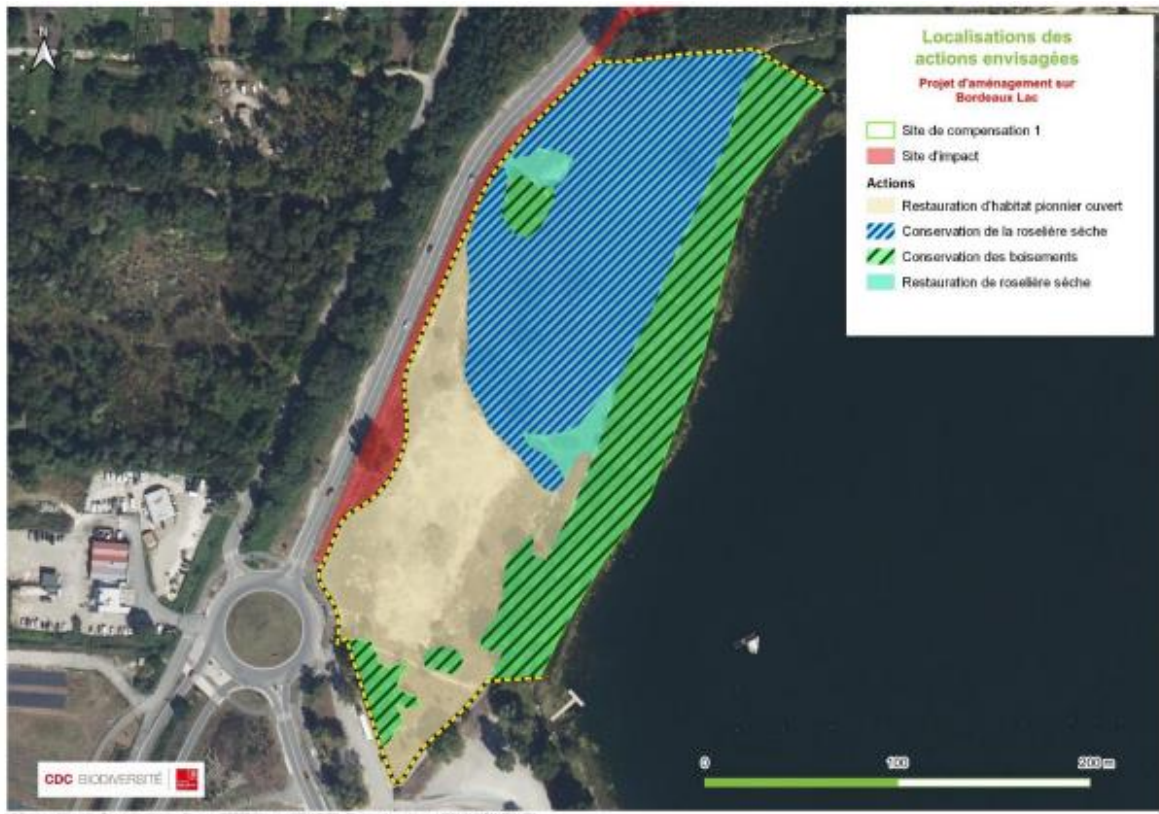 N
Localisations des
actions envisagées
Projet d'aménagement sur
Bordeaux Lac
Site de compensation 1
Site d'impact
Actions
Restauration d'habitat pionnier ouvert
Conservation de la roselière sèche
Conservation des boisements
Restauration de roselière sèche
0 100 200 m
CDC BIODIVERSITÉ